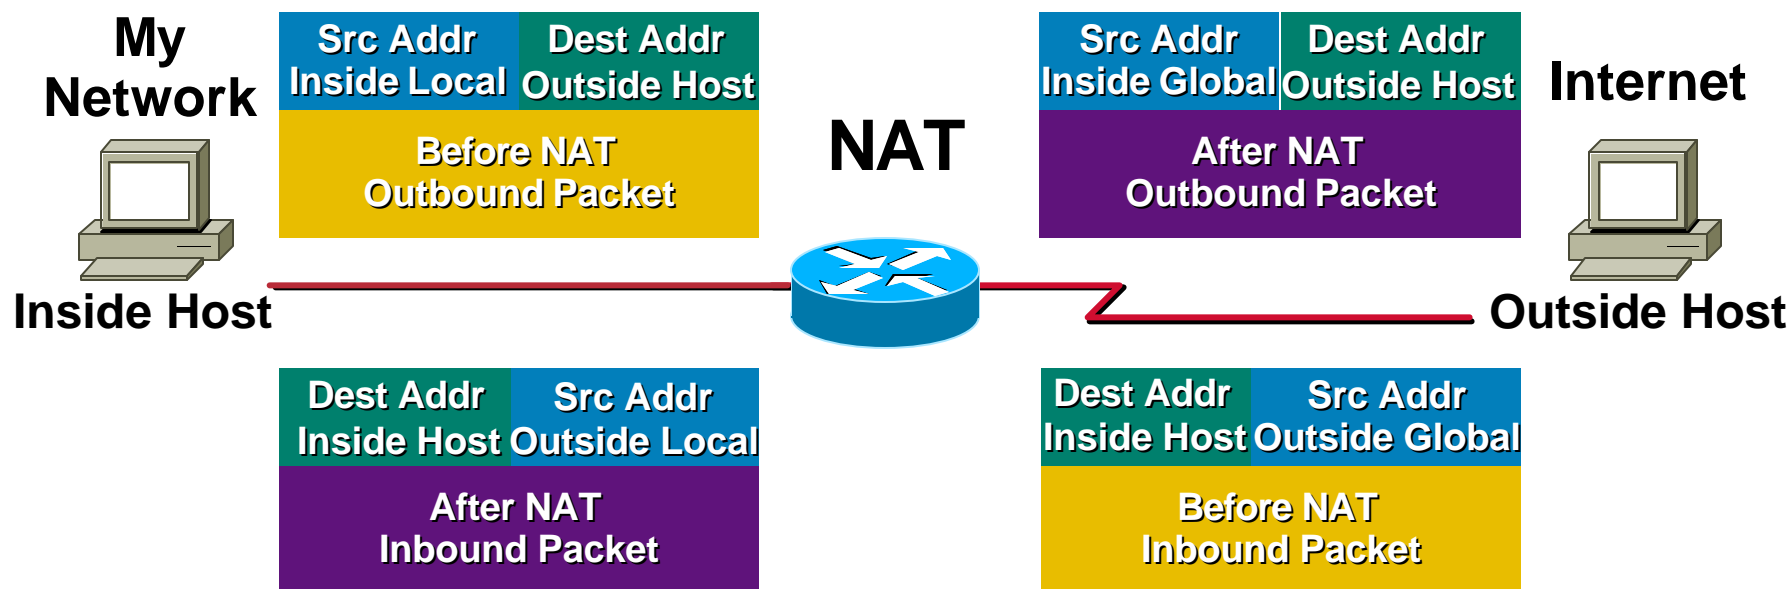 My
Network
Src Addr
Inside Local
Dest Addr
Outside Host
Before NAT
Outbound Packet
NAT
Src Addr
Inside Global
Dest Addr
Outside Host
After NAT
Outbound Packet
Internet
Inside Host
Outside Host
Dest Addr
Inside Host
Src Addr
Outside Local
After NAT
Inbound Packet
Dest Addr
Inside Host
Src Addr
Outside Global
Before NAT
Inbound Packet